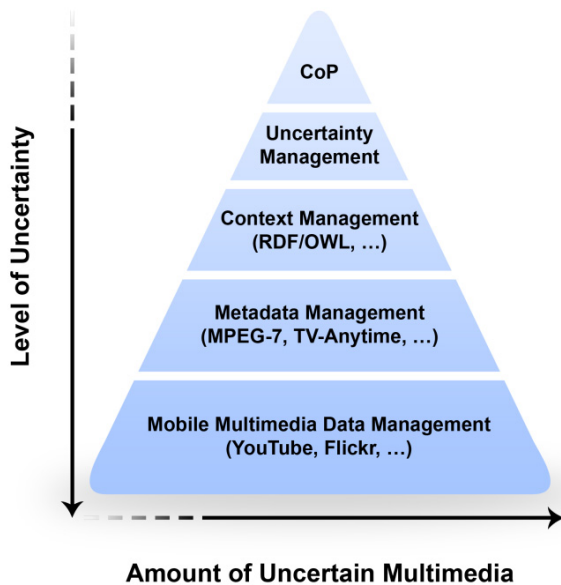 CoP
Uncertainty
Management
Context Management
(RDF/OWL, ...)
Metadata Management
(MPEG-7, TV-Anytime, ...)
Mobile Multimedia Data Management
(YouTube, Flickr, ...)
Level of Uncertainty
Amount of Uncertain Multimedia